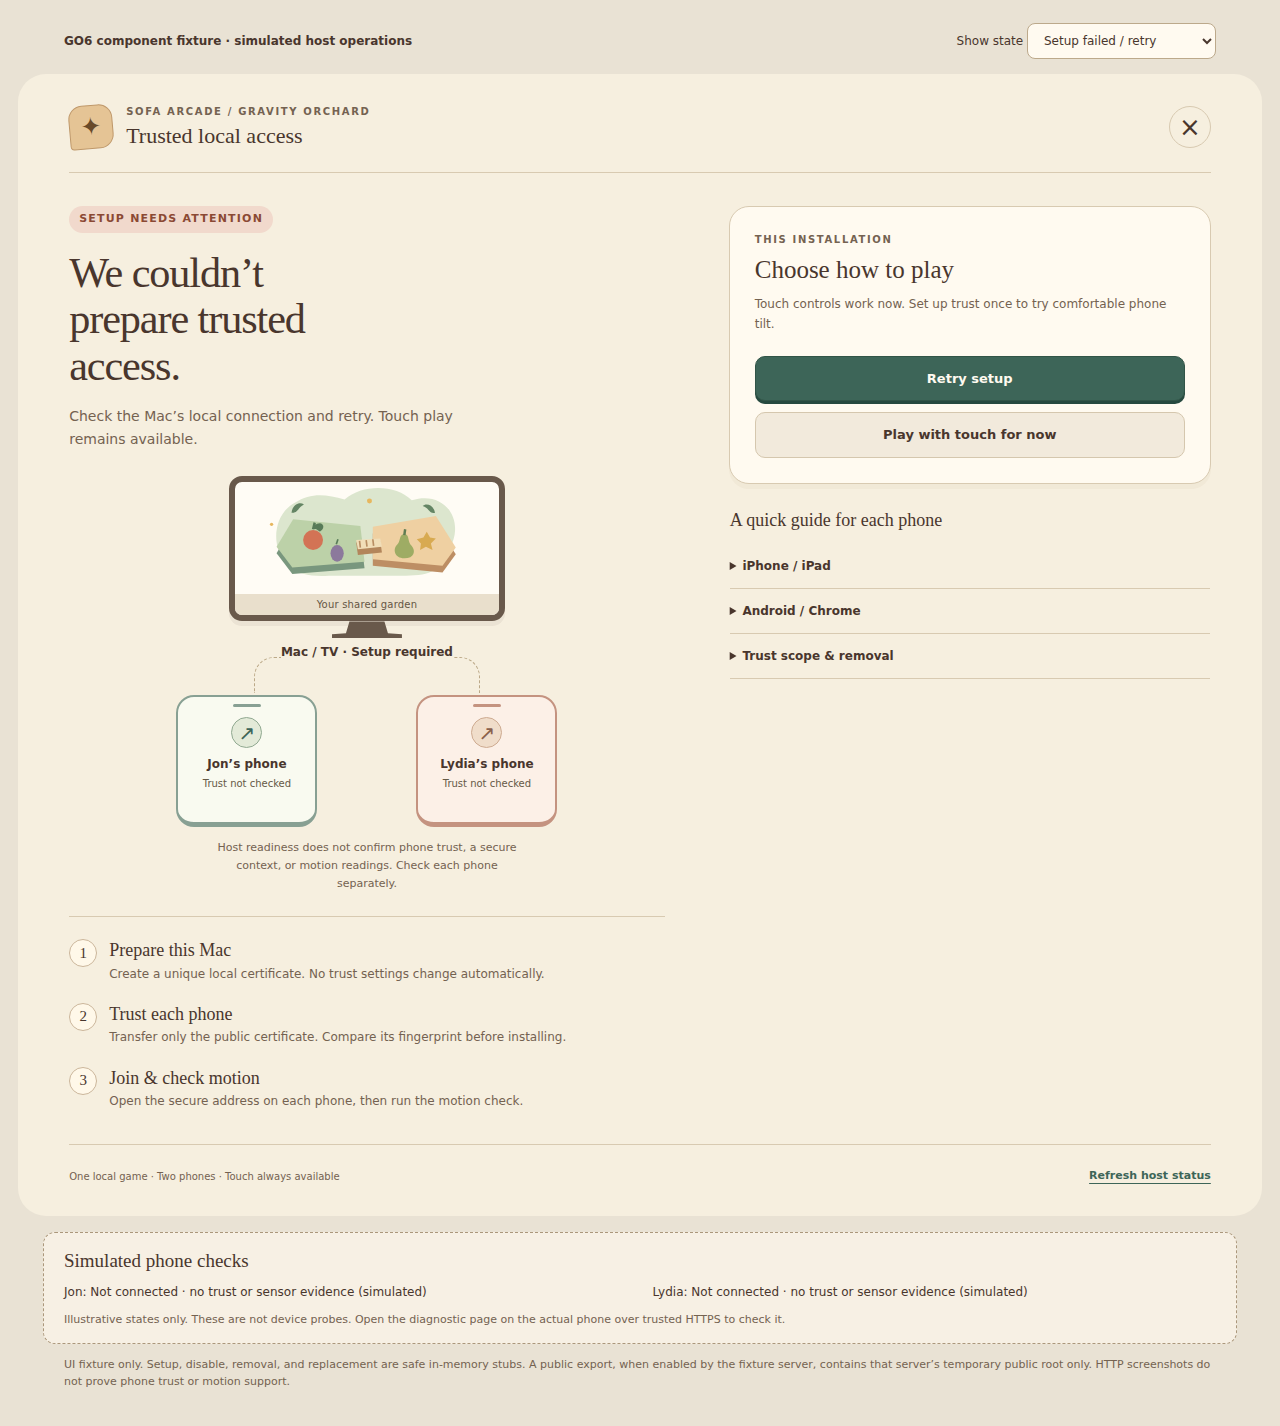 GO6 component fixture · simulated host operations
Show state Setup failed / retry
SOFA ARCADE / GRAVITY ORCHARD
Trusted local access
SETUP NEEDS ATTENTION
We couldn’t
prepare trusted
access.
Check the Mac’s local connection and retry. Touch play
remains available.
Your shared garden
Mac / TV · Setup required
Jon’s phone
Trust not checked
Lydia’s phone
Trust not checked
Host readiness does not confirm phone trust, a secure
context, or motion readings. Check each phone
separately.
1 Prepare this Mac
Create a unique local certificate. No trust settings change automatically.
2 Trust each phone
Transfer only the public certificate. Compare its fingerprint before installing.
3 Join & check motion
Open the secure address on each phone, then run the motion check.
THIS INSTALLATION
Choose how to play
Touch controls work now. Set up trust once to try comfortable phone
tilt.
Retry setup
Play with touch for now
A quick guide for each phone
iPhone / iPad
Android / Chrome
Trust scope & removal
One local game · Two phones · Touch always available
Refresh host status
Simulated phone checks
Jon: Not connected · no trust or sensor evidence (simulated)
Lydia: Not connected · no trust or sensor evidence (simulated)
Illustrative states only. These are not device probes. Open the diagnostic page on the actual phone over trusted HTTPS to check it.
UI fixture only. Setup, disable, removal, and replacement are safe in-memory stubs. A public export, when enabled by the fixture server, contains that server’s temporary public root only. HTTP screenshots do
not prove phone trust or motion support.